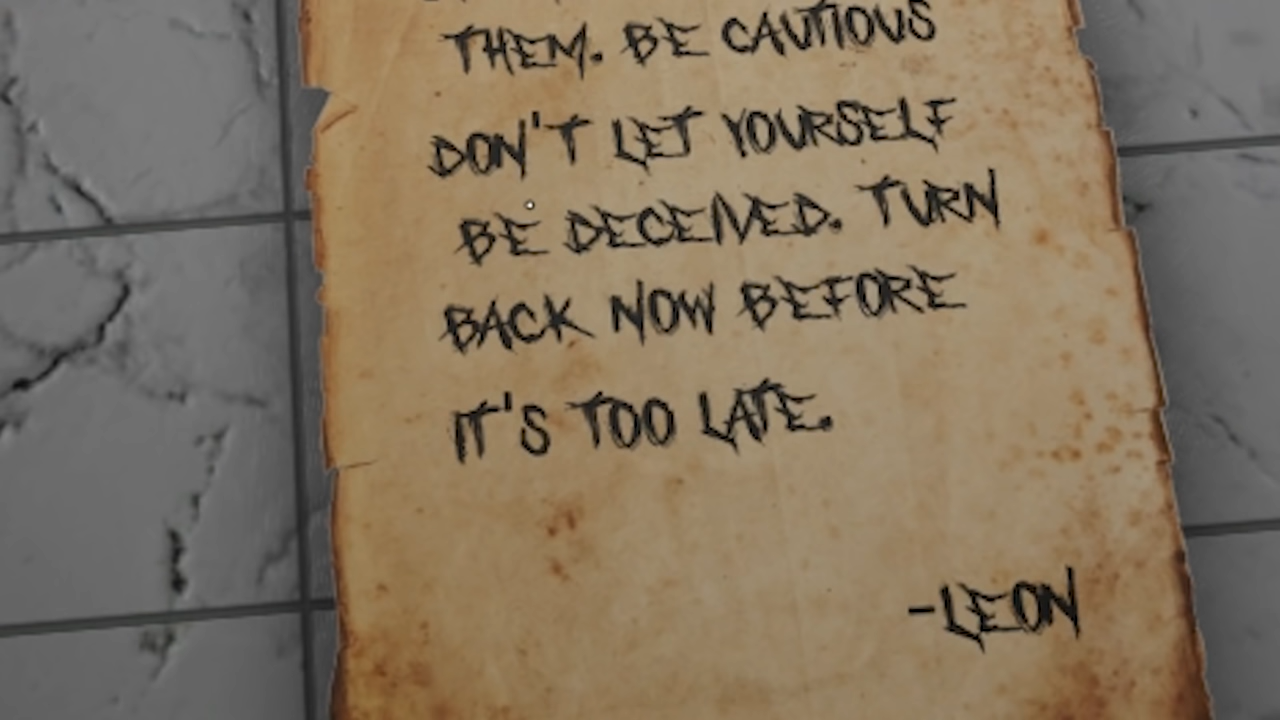 THEM. BE CAUTIOUS
DON'T LET YOURSELF
BE DECEIVED. TURN
BACK NOW BEFORE
IT'S TOO LATE.
-LEON